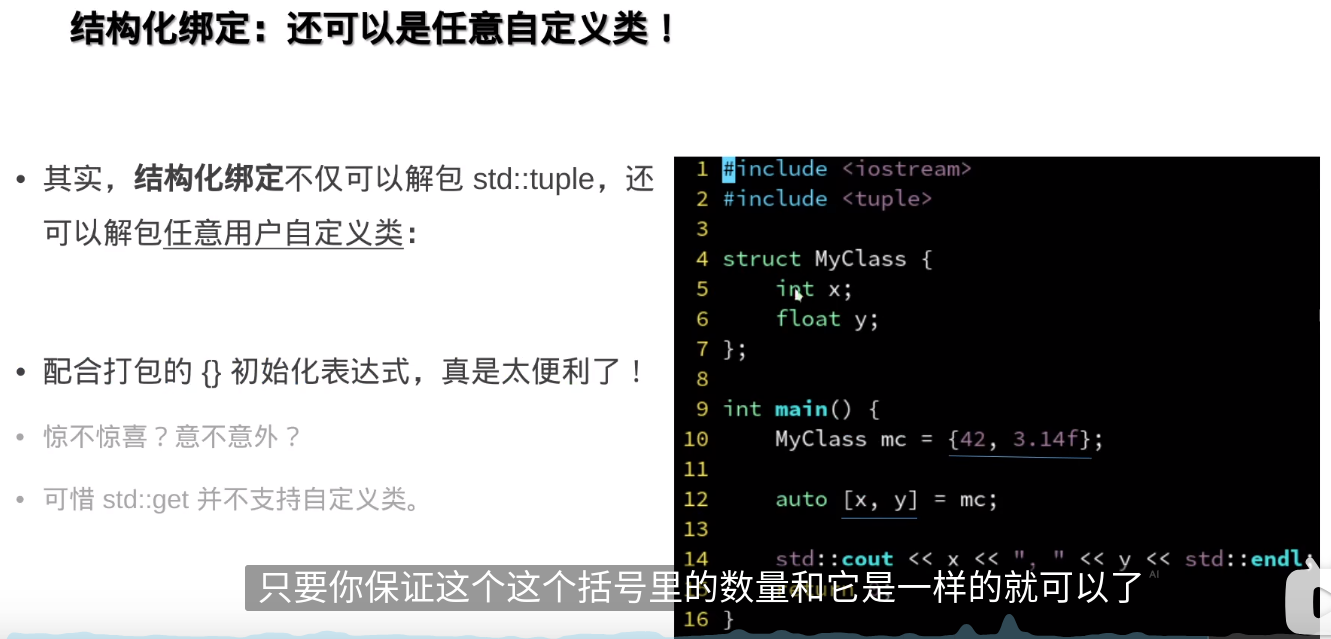 结构化绑定：还可以是任意自定义类！
• 其实，结构化绑定不仅可以解包 std::tuple，还
可以解包任意用户自定义类：
• 配合打包的 {} 初始化表达式，真是太便利了！
• 惊不惊喜？意不意外？
• 可惜 std::get 并不支持自定义类。
1 #include <iostream>
2 #include <tuple>
3
4 struct MyClass {
5     int x;
6     float y;
7 };
8
9 int main() {
10     MyClass mc = {42, 3.14f};
11
12     auto [x, y] = mc;
13
14     std::cout << x << ", " << y << std::endl;
16 }
只要你保证这个这个括号里的数量和它是一样的就可以了
AI